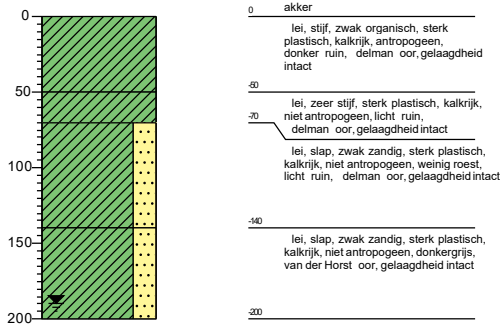 0
50
100
150
200
0 akker
lei, stijf, zwak organisch, sterk
plastisch, kalkrijk, antropogeen,
donker ruin, delman oor, gelaagdheid
intact
-50
lei, zeer stijf, sterk plastisch, kalkrijk,
niet antropogeen, licht ruin,
delman oor, gelaagdheid intact
-70
lei, slap, zwak zandig, sterk plastisch,
kalkrijk, niet antropogeen, weinig roest,
licht ruin, delman oor, gelaagdheid intact
-140
lei, slap, zwak zandig, sterk plastisch,
kalkrijk, niet antropogeen, donkergrijs,
van der Horst oor, gelaagdheid intact
-200